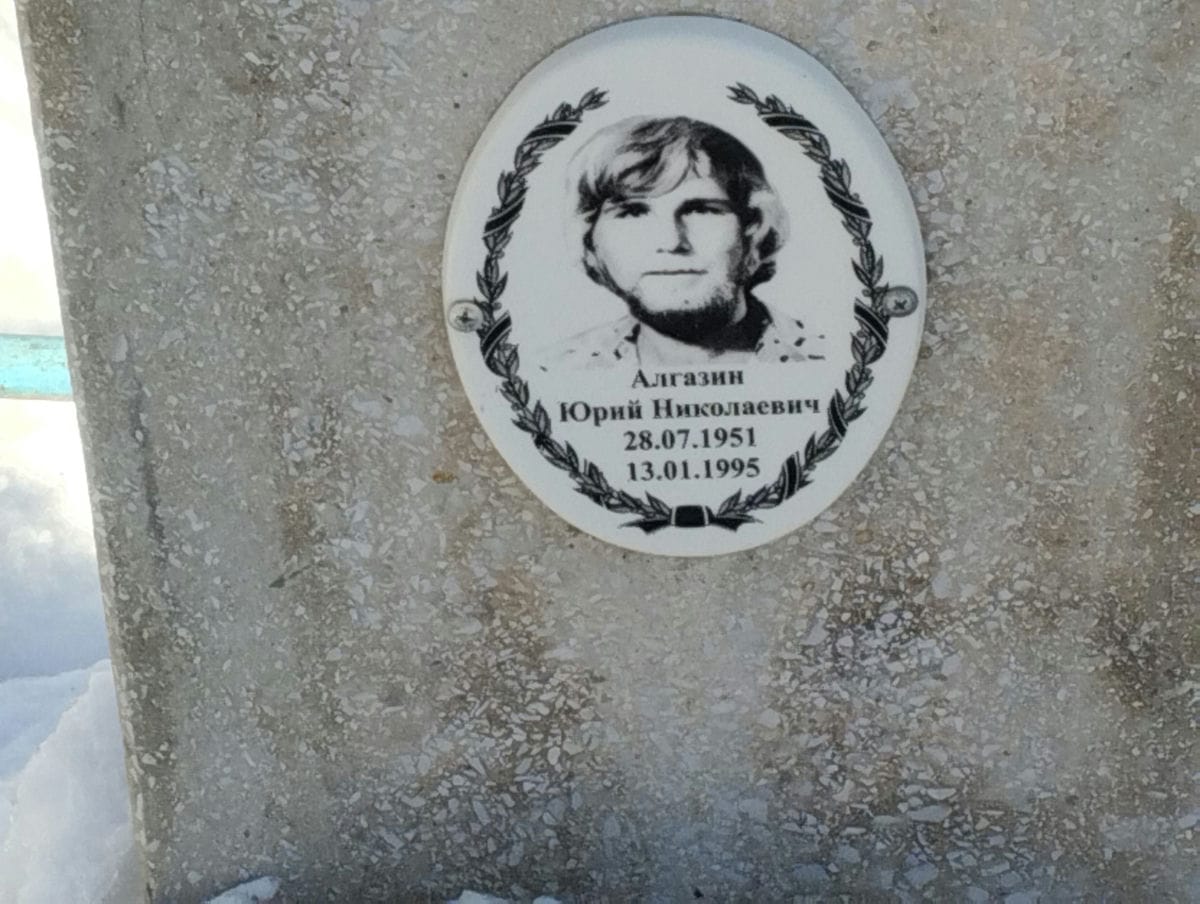 Алгазин
Юрий Николаевич
28.07.1951
13.01.1995